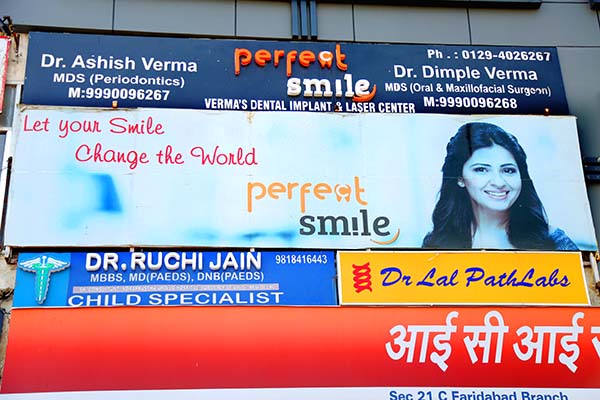 Dr. Ashish Verma
MDS (Periodontics)
M:9990096267
perfect
smile
VERMA'S DENTAL IMPLANT & LASER CENTER
Ph . : 0129-4026267
Dr. Dimple Verma
MDS (Oral & Maxillofacial Surgeon)
M:9990096268
Let your Smile
Change the World
perfect
smile
DR. RUCHI JAIN
9818416443
MBBS, MD(PAEDS), DNB(PAEDS)
CHILD SPECIALIST
Dr Lal PathLabs
आई सी आई
Sec 21 C Faridabad Branch